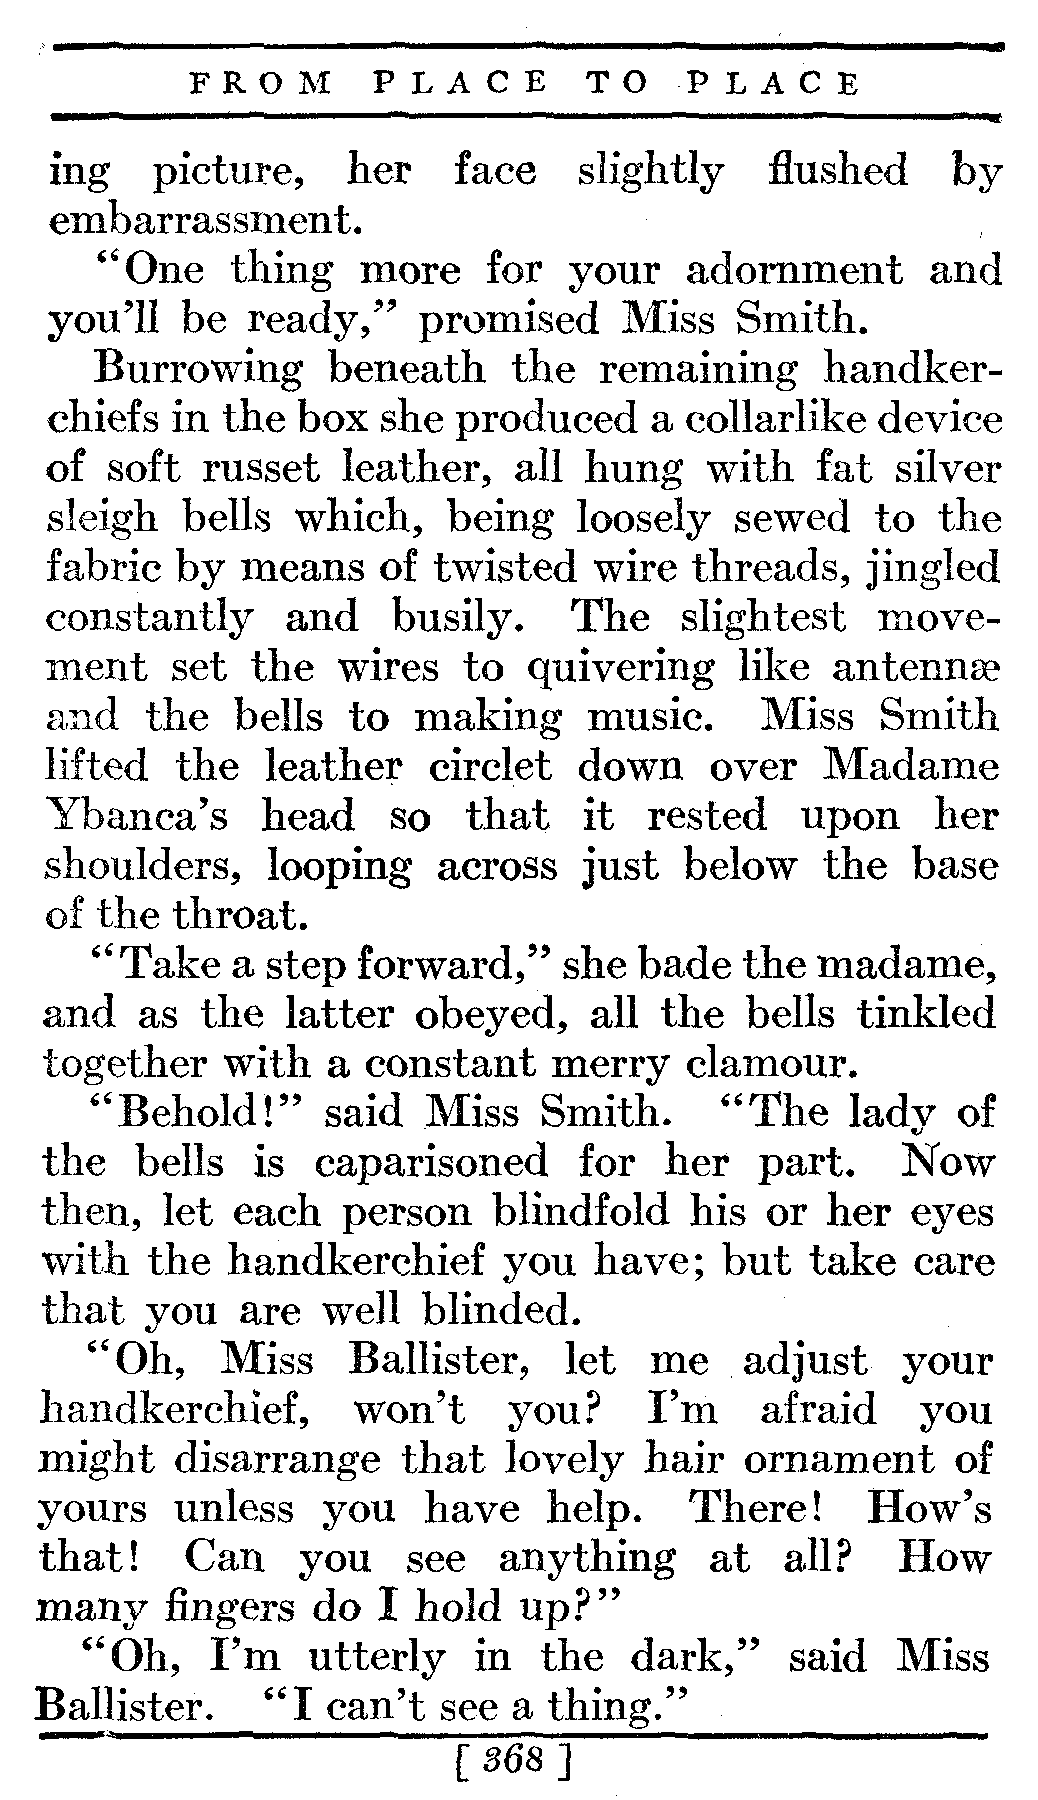 FROM PLACE TO PLACE
ing picture, her face slightly flushed by
embarrassment.
“One thing more for your adornment and
you’ll be ready,” promised Miss Smith.
Burrowing beneath the remaining handker-
chiefs in the box she produced a collarlike device
of soft russet leather, all hung with fat silver
sleigh bells which, being loosely sewed to the
fabric by means of twisted wire threads, jingled
constantly and busily. The slightest move-
ment set the wires to quivering like antennæ
and the bells to making music. Miss Smith
lifted the leather circlet down over Madame
Ybanca’s head so that it rested upon her
shoulders, looping across just below the base
of the throat.
“Take a step forward,” she bade the madame,
and as the latter obeyed, all the bells tinkled
together with a constant merry clamour.
“Behold!” said Miss Smith. “The lady of
the bells is caparisoned for her part. Now
then, let each person blindfold his or her eyes
with the handkerchief you have; but take care
that you are well blinded.
“Oh, Miss Ballister, let me adjust your
handkerchief, won’t you? I’m afraid you
might disarrange that lovely hair ornament of
yours unless you have help. There! How’s
that! Can you see anything at all? How
many fingers do I hold up?”
“Oh, I’m utterly in the dark,” said Miss
Ballister. “I can’t see a thing.”
[ 368 ]